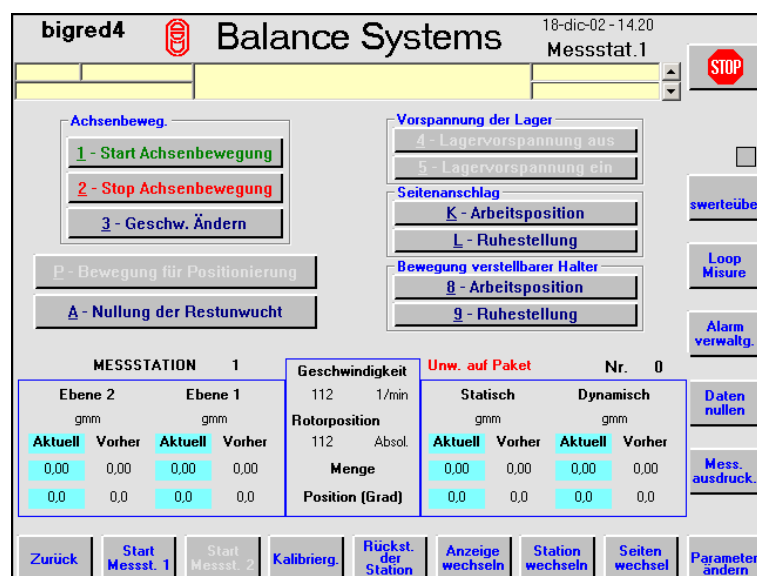 bigred4
Balance Systems
18-dic-02 - 14.20
Messstat.1
STOP
Achsenbeweg.
1 - Start Achsenbewegung
2 - Stop Achsenbewegung
3 - Geschw. Ändern
P - Bewegung für Positionierung
A - Nullung der Restunwucht
Vorspannung der Lager
4 - Lagervorspannung aus
5 - Lagervorspannung ein
Seitenanschlag
K - Arbeitsposition
L - Ruhestellung
Bewegung verstellbarer Halter
8 - Arbeitsposition
9 - Ruhestellung
swerteübe
Loop
Misure
Alarm
verwaltg.
Daten
nullen
Mess.
ausdruck.
MESSSTATION 1
Ebene 2 Ebene 1
gmm gmm
Aktuell Vorher Aktuell Vorher
0,00 0,00 0,00 0,00
0,0 0,0 0,0 0,0
Geschwindigkeit
112 1/min
Rotorposition
112 Absol.
Menge
Position (Grad)
Unw. auf Paket Nr. 0
Statisch Dynamisch
gmm gmm
Aktuell Vorher Aktuell Vorher
0,00 0,00 0,00 0,00
0,0 0,0 0,0 0,0
Zurück
Start
Messst. 1
Start
Messst. 2
Kalibrierg.
Rückst.
der
Station
Anzeige
wechseln
Station
wechseln
Seiten
wechsel
Parameter
ändern